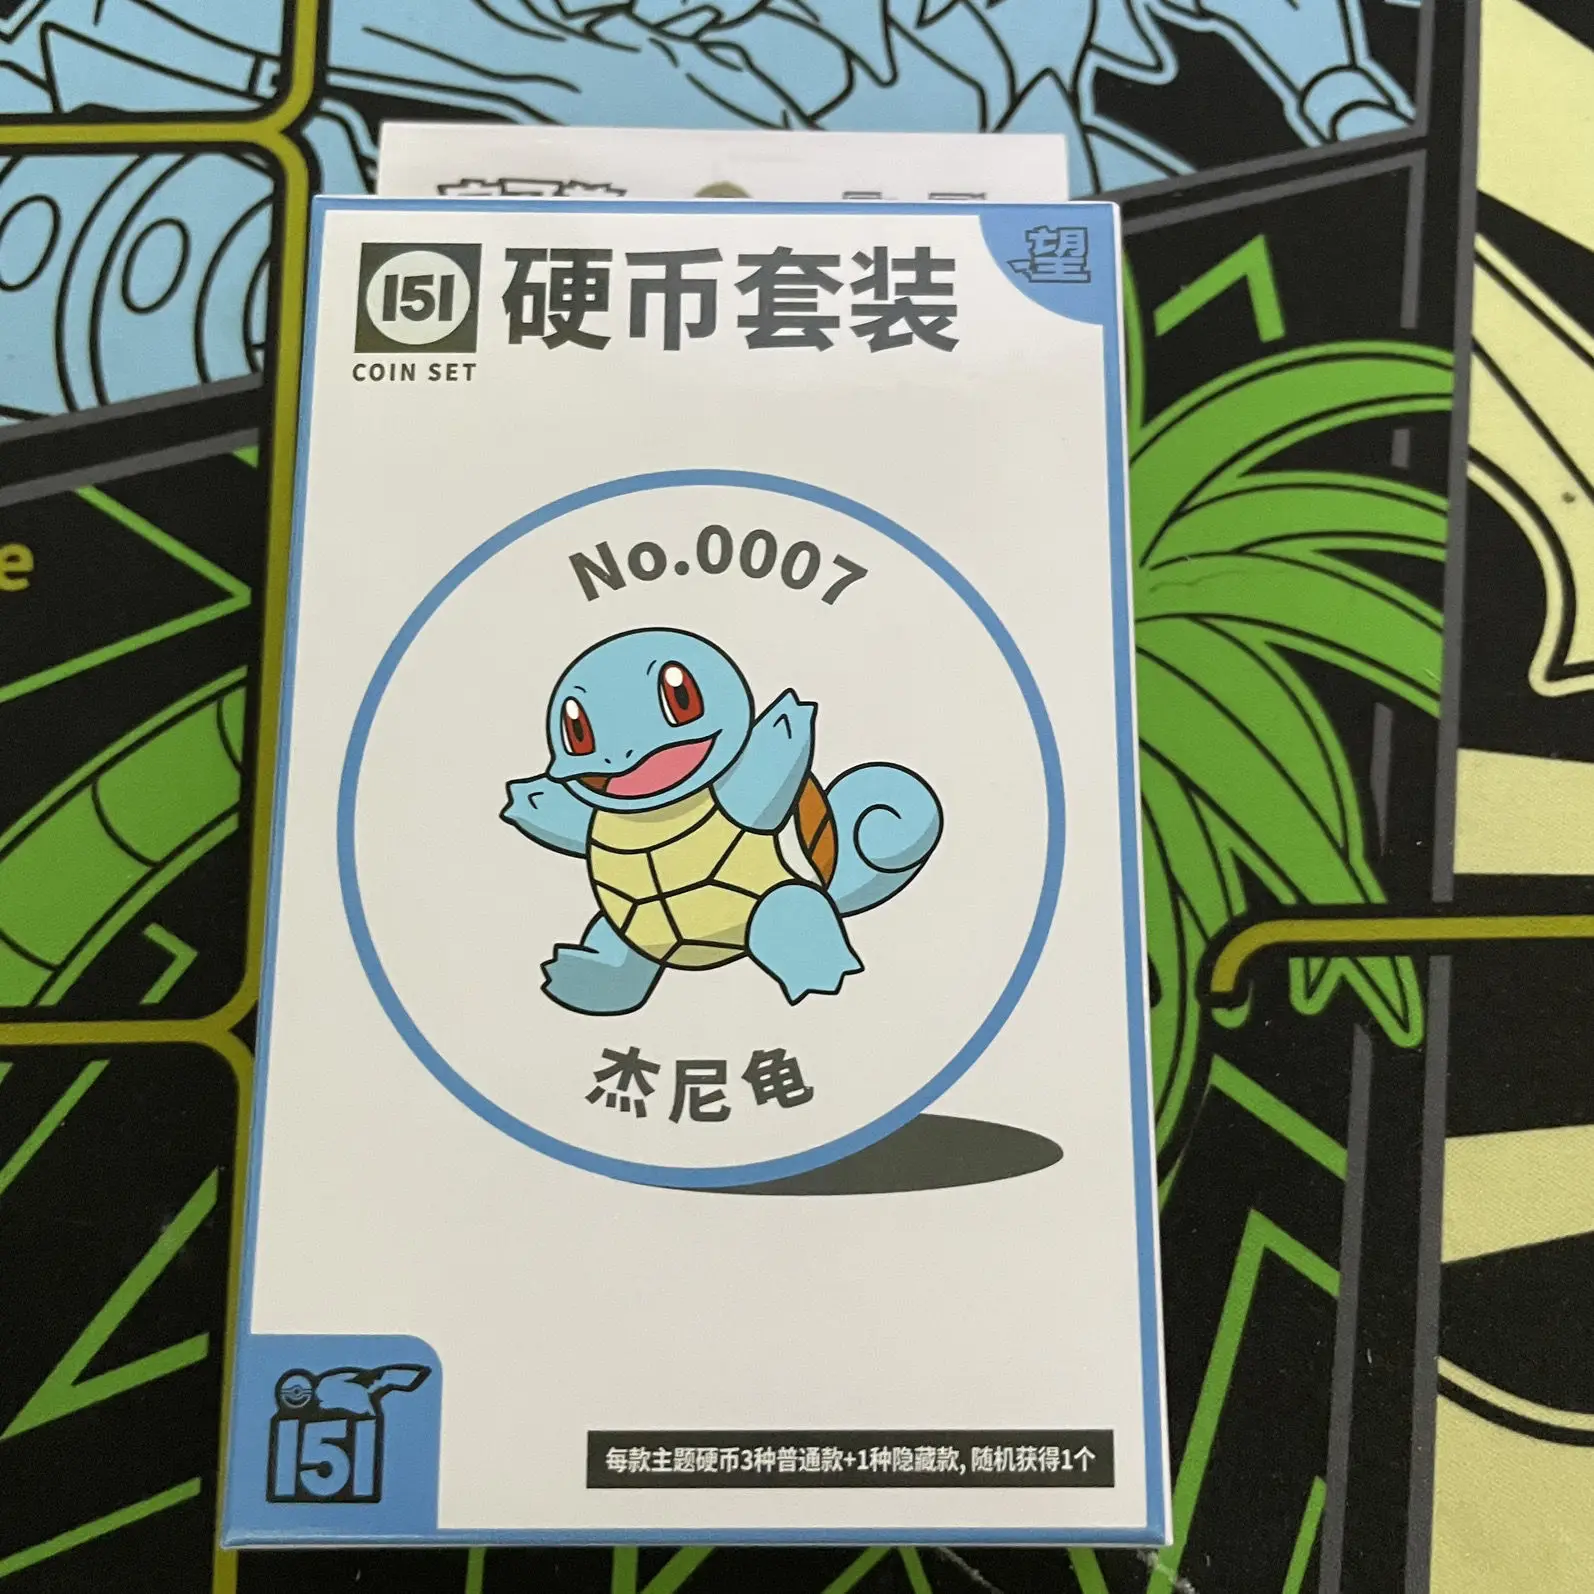 151
硬币套装
望
COIN SET
No.0007
杰尼龟
151
每款主题硬币3种普通款+1种隐藏款,随机获得1个
e